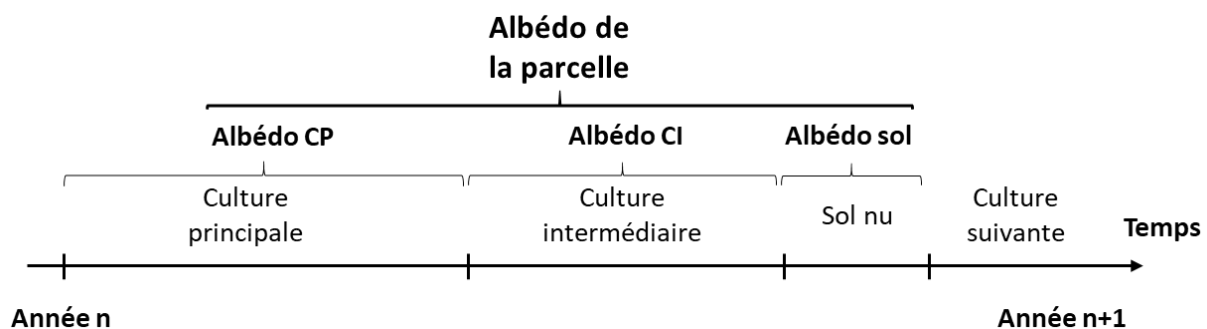 Albédo de
la parcelle
Albédo CP
Albédo CI
Albédo sol
Culture
principale
Culture
intermédiaire
Sol nu
Culture
suivante
Temps
Année n
Année n+1